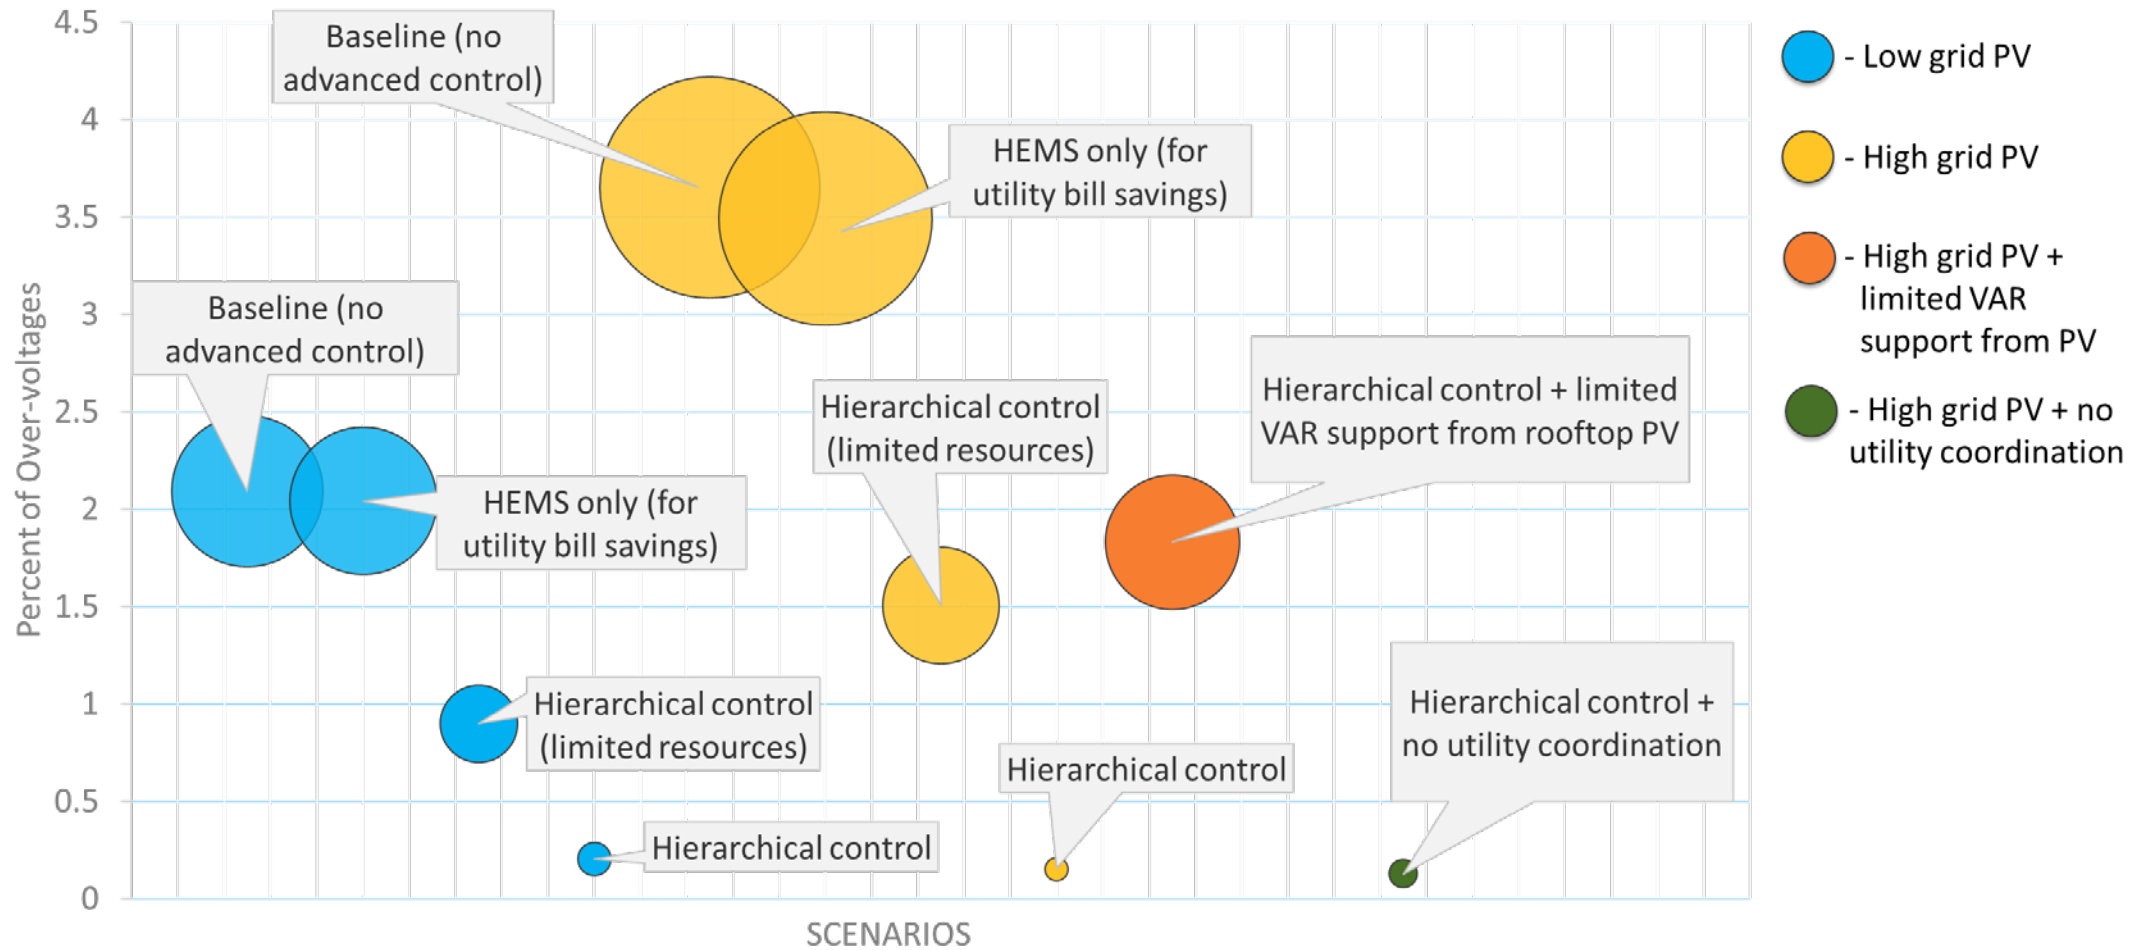 4.5
4
3.5
3
2.5
2
1.5
1
0.5
0
Percent of Over-voltages
SCENARIOS
Baseline (no
advanced control)
HEMS only (for
utility bill savings)
Baseline (no
advanced control)
HEMS only (for
utility bill savings)
Hierarchical control
(limited resources)
Hierarchical control + limited
VAR support from rooftop PV
Hierarchical control
(limited resources)
Hierarchical control
Hierarchical control
Hierarchical control +
no utility coordination
- Low grid PV
- High grid PV
- High grid PV +
limited VAR
support from PV
- High grid PV + no
utility coordination